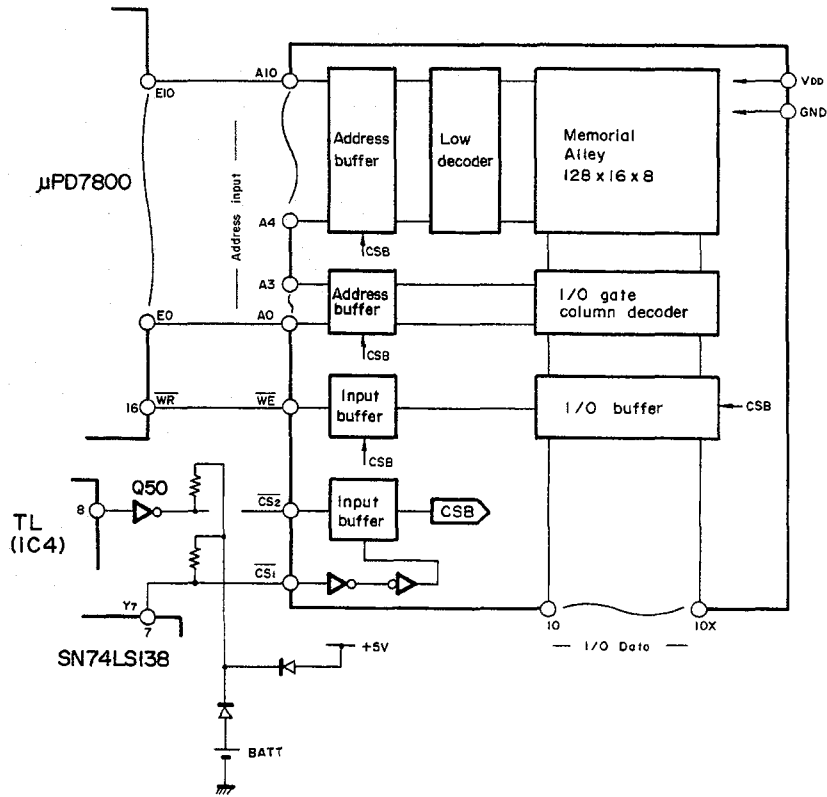 E10
A10
VDD
GND
μPD7800
Address input
Address
buffer
Low
decoder
Memorial
Alley
128 x 16 x 8
A4
CSB
A3
Address
buffer
I/O gate
column decoder
E0
A0
CSB
16
WR
WE
Input
buffer
I/O buffer
CSB
CSB
Q50
8
TL
(IC4)
CS2
Input
buffer
CSB
CS1
Y7
7
SN74LS138
10
10X
I/O Data
+5V
BATT